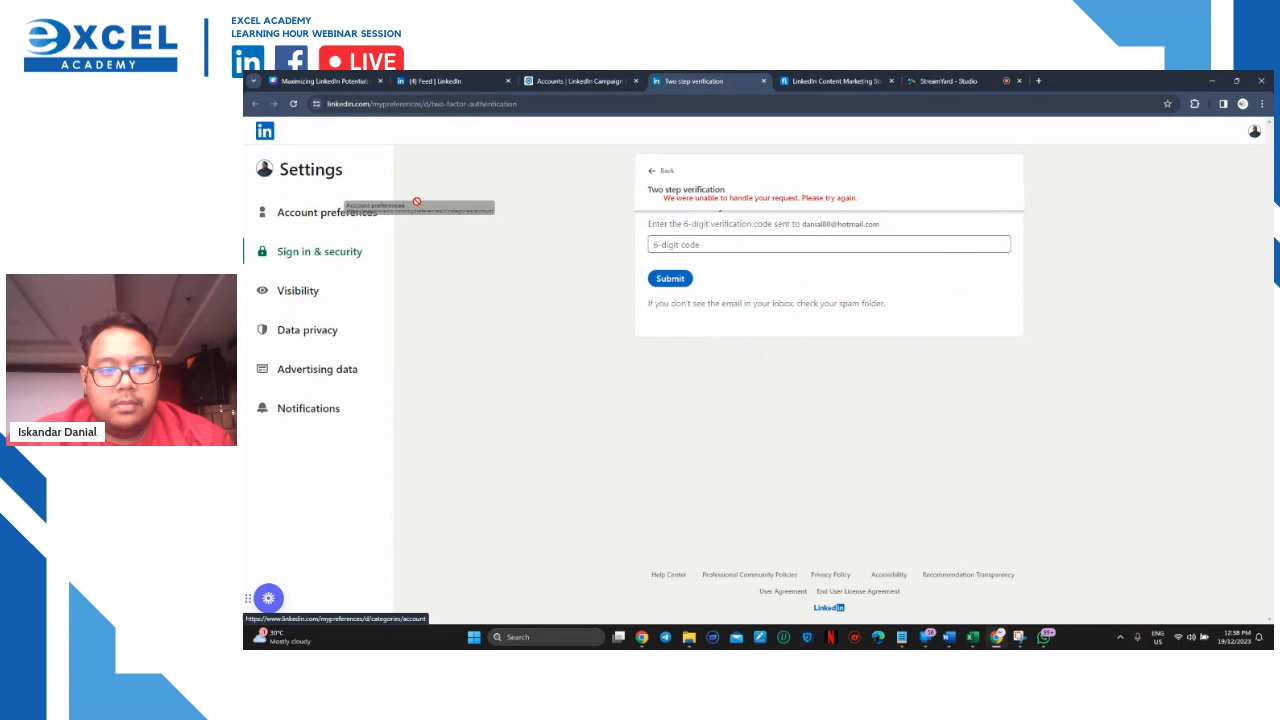 EXCEL
ACADEMY
EXCEL ACADEMY
LEARNING HOUR WEBINAR SESSION
in
f
LIVE
Maximizing LinkedIn Potential
(4) Feed | LinkedIn
Accounts | LinkedIn Campaign
Two step verification
LinkedIn Content Marketing St
StreamYard - Studio
linkedin.com/mypreferences/d/two-factor-authentication
in
Settings
Account preferences
Account preferences
Sign in & security
Visibility
Data privacy
Advertising data
Notifications
Back
Two step verification
We were unable to handle your request. Please try again.
Enter the 6-digit verification code sent to danial88@hotmail.com
6-digit code
Submit
If you don't see the email in your inbox, check your spam folder.
Iskandar Danial
Help Center
Professional Community Policies
Privacy Policy
Accessibility
Recommendation Transparency
User Agreement
End User License Agreement
LinkedIn
https://www.linkedin.com/mypreferences/d/categories/account
30°C
Mostly cloudy
Search
99+
ENG
US
12:38 PM
19/12/2023